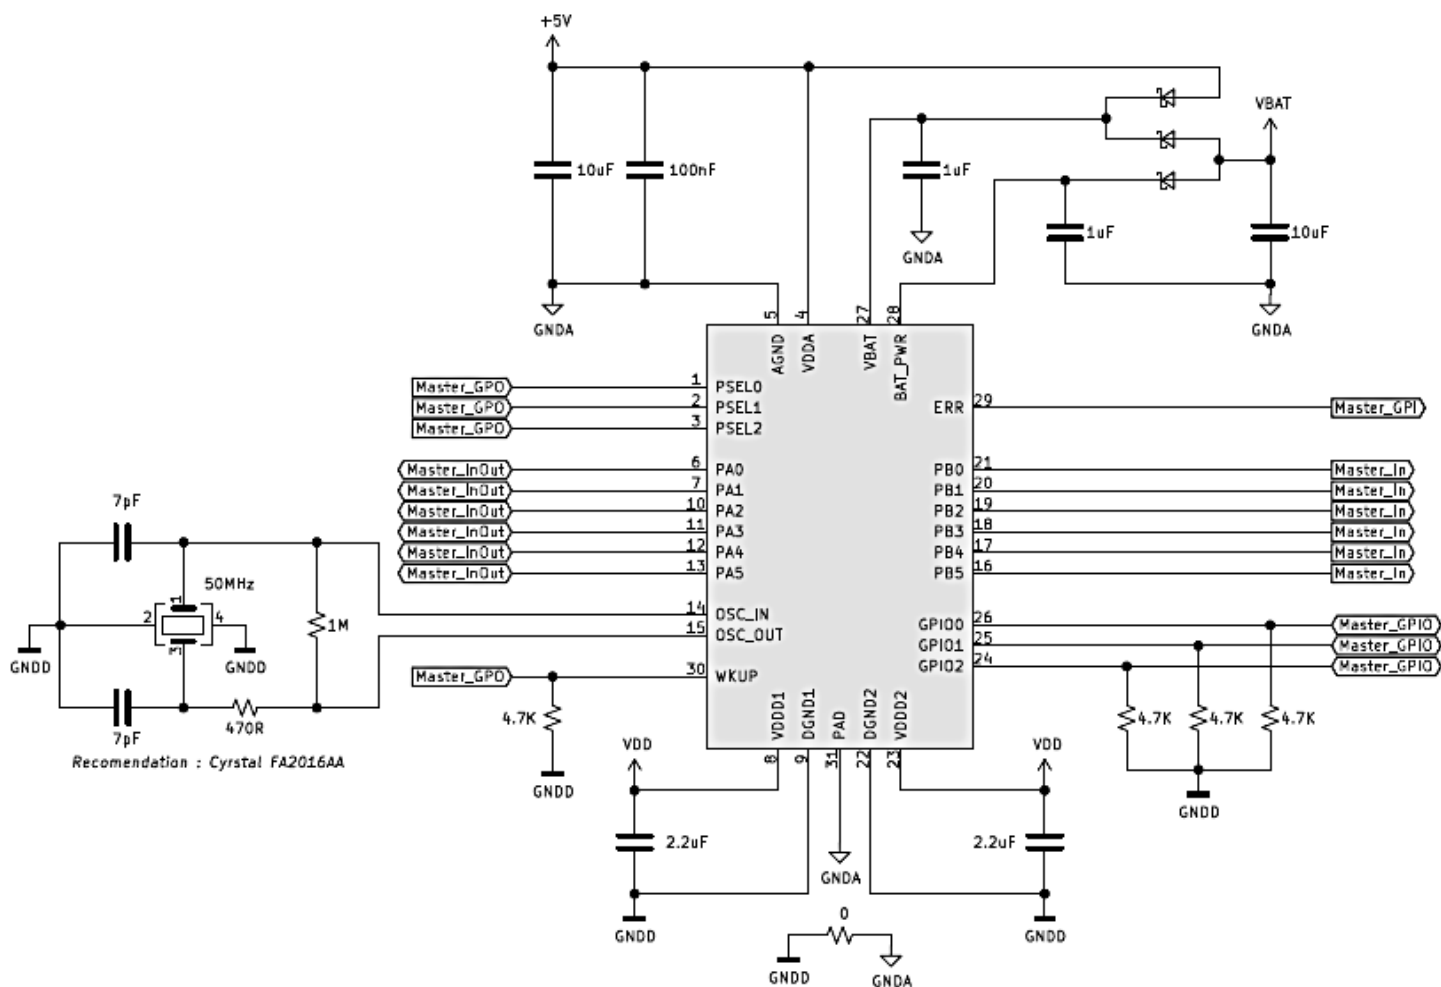 +5V
VBAT
10uF
100nF
1uF
1uF
10uF
GNDA
GNDA
GNDA
5
4
27
28
AGND
VDDA
VBAT
BAT_PWR
Master_GPO 1 PSEL0
Master_GPO 2 PSEL1
Master_GPO 3 PSEL2
ERR 29 Master_GPI
Master_InOut 6 PA0
Master_InOut 7 PA1
Master_InOut 10 PA2
Master_InOut 11 PA3
Master_InOut 12 PA4
Master_InOut 13 PA5
PB0 21 Master_In
PB1 20 Master_In
PB2 19 Master_In
PB3 18 Master_In
PB4 17 Master_In
PB5 16 Master_In
7pF
50MHz
1
2
4
3
1M
GNDD
GNDD
470R
7pF
Recomendation : Cyrstal FA2016AA
14 OSC_IN
15 OSC_OUT
Master_GPO 30 WKUP
4.7K
GNDD
GPIO0 26 Master_GPIO
GPIO1 25 Master_GPIO
GPIO2 24 Master_GPIO
4.7K
4.7K
4.7K
GNDD
VDDD1
DGND1
PAD
DGND2
VDDD2
8
9
31
22
23
VDD
VDD
2.2uF
2.2uF
GNDA
GNDD
GNDD
0
GNDD
GNDA